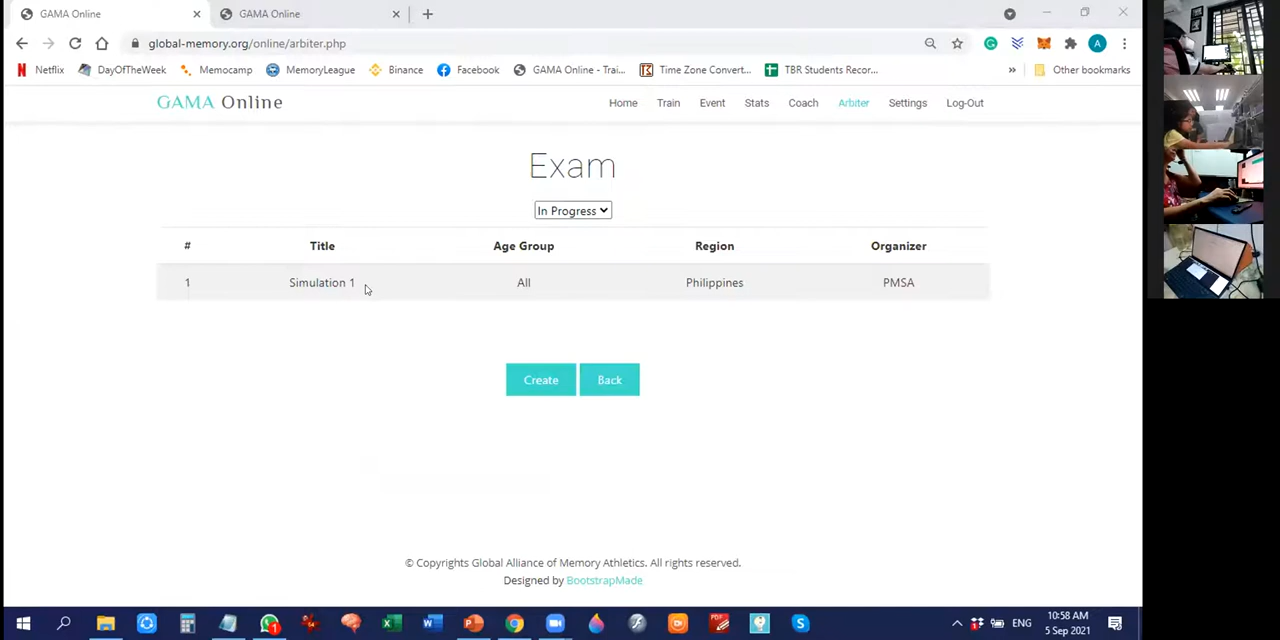 GAMA Online
GAMA Online
global-memory.org/online/arbiter.php
A
Netflix
DayOfTheWeek
Memocamp
MemoryLeague
Binance
Facebook
GAMA Online - Trai...
Time Zone Convert...
TBR Students Recor...
»
Other bookmarks
GAMA Online
Home
Train
Event
Stats
Coach
Arbiter
Settings
Log-Out
Exam
In Progress
# Title Age Group Region Organizer
1 Simulation 1 All Philippines PMSA
Create
Back
© Copyrights Global Alliance of Memory Athletics. All rights reserved.
Designed by BootstrapMade
ENG
10:58 AM
5 Sep 2021